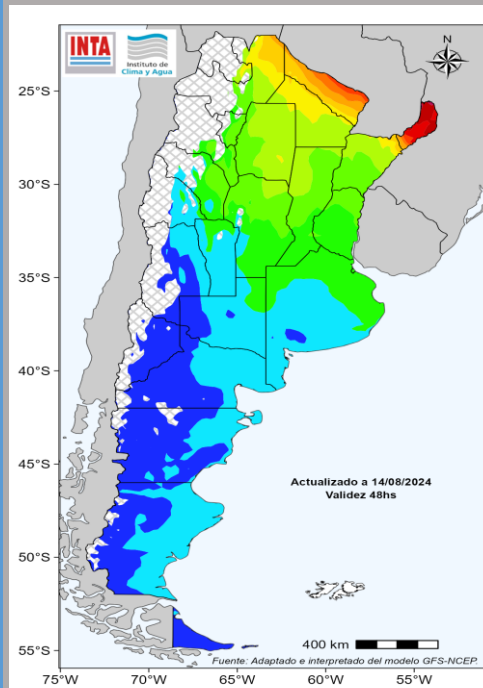 INTA
Instituto de
Clima y Agua
N
25°S
30°S
35°S
40°S
45°S
50°S
55°S
Actualizado a 14/08/2024
Validez 48hs
400 km
Fuente: Adaptado e interpretado del modelo GFS-NCEP.
75°W
70°W
65°W
60°W
55°W